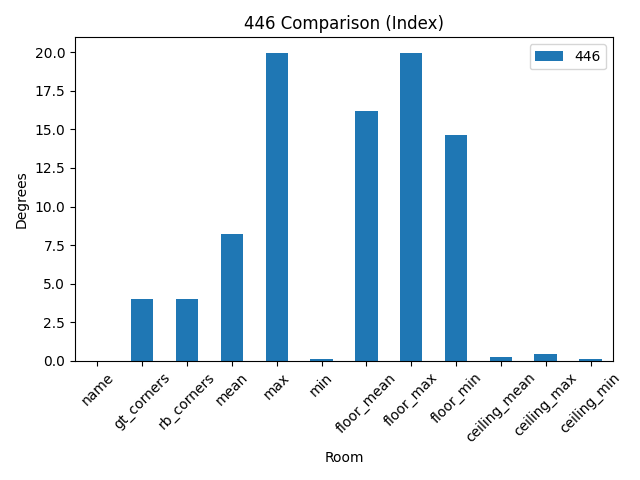 446 Comparison (Index)
446
Degrees
20.0
17.5
15.0
12.5
10.0
7.5
5.0
2.5
0.0
name
gt_corners
rb_corners
mean
max
min
floor_mean
floor_max
floor_min
ceiling_mean
ceiling_max
ceiling_min
Room